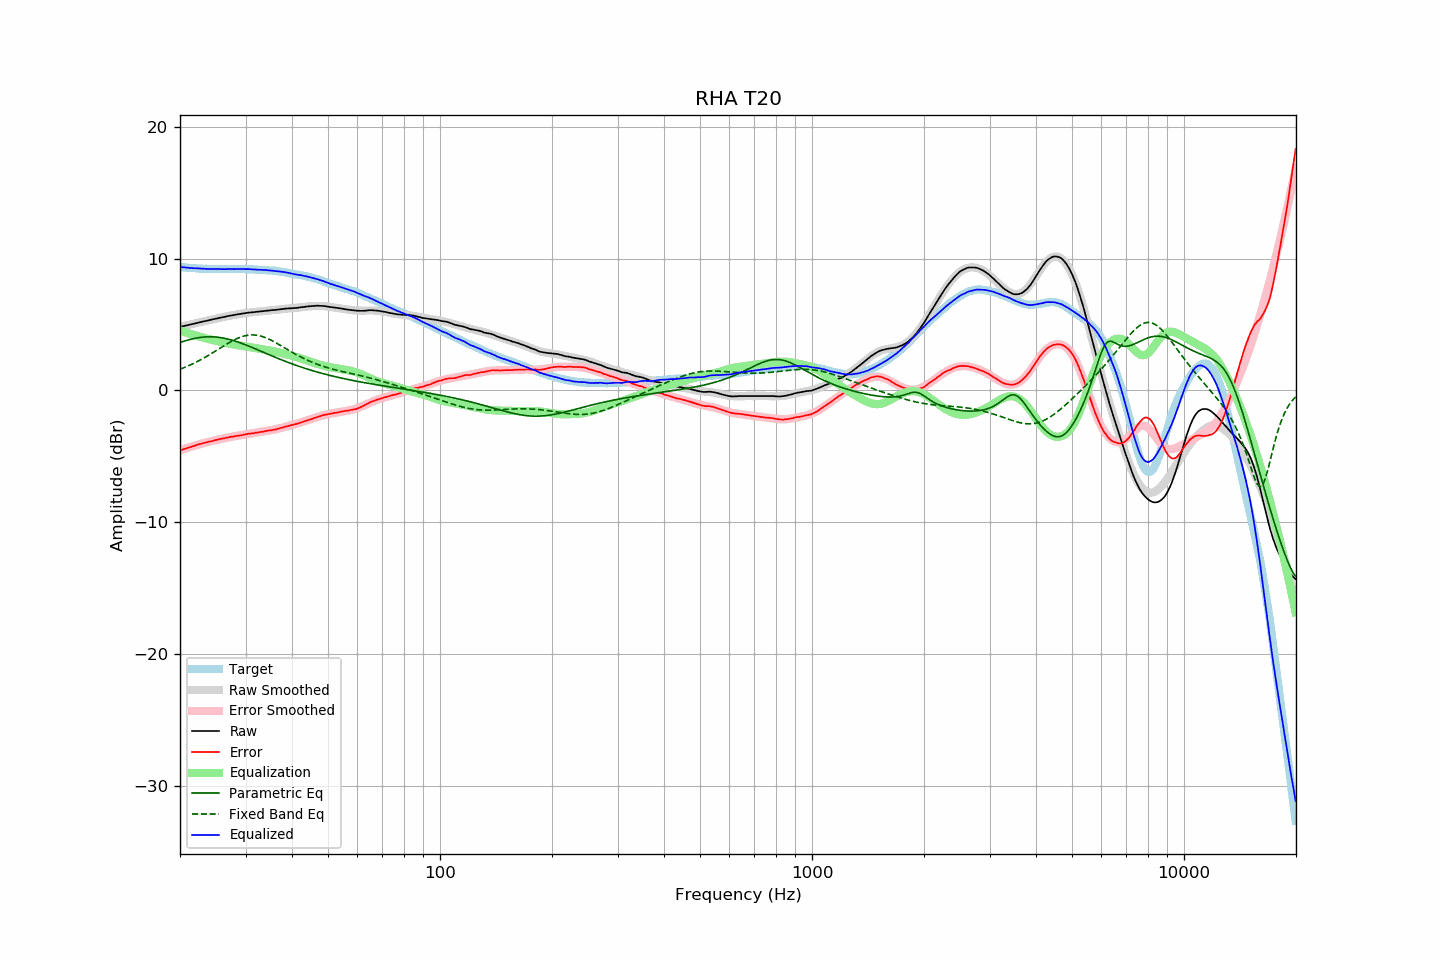 RHA T20
20
10
0
−10
−20
−30
Amplitude (dBr)
Target
Raw Smoothed
Error Smoothed
Raw
Error
Equalization
Parametric Eq
Fixed Band Eq
Equalized
100
1000
10000
Frequency (Hz)